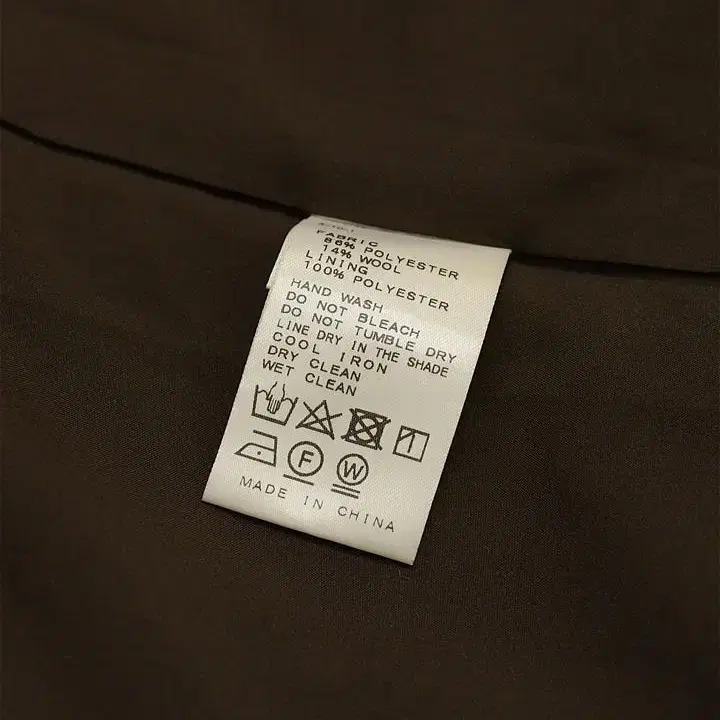 FABRIC
86% POLYESTER
14% WOOL
LINING
100% POLYESTER
HAND WASH
DO NOT BLEACH
DO NOT TUMBLE DRY
LINE DRY IN THE SHADE
COOL IRON
DRY CLEAN
WET CLEAN
F
W
MADE IN CHINA